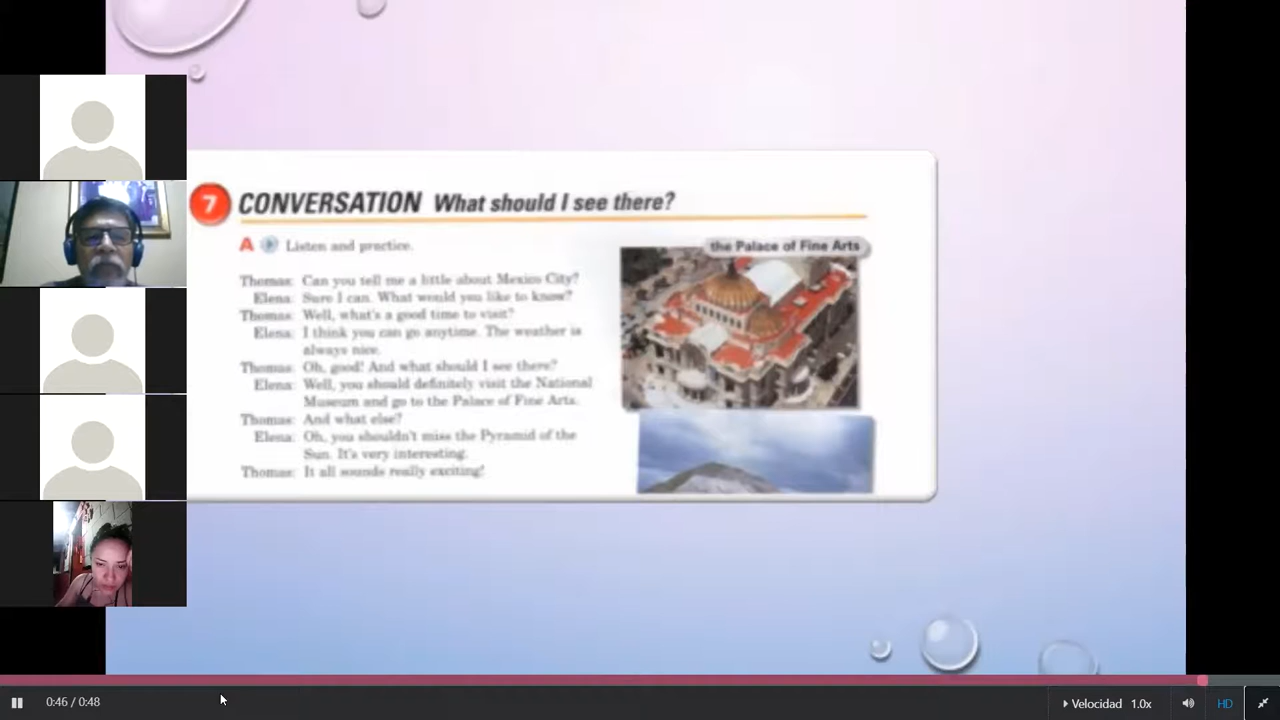 7 CONVERSATION What should I see there?
A Listen and practice.
the Palace of Fine Arts
Thomas: Can you tell me a little about Mexico City?
Elena: Sure I can. What would you like to know?
Thomas: Well, what's a good time to visit?
Elena: I think you can go anytime. The weather is
always nice.
Thomas: Oh, good! And what should I see there?
Elena: Well, you should definitely visit the National
Museum and go to the Palace of Fine Arts.
Thomas: And what else?
Elena: Oh, you shouldn't miss the Pyramid of the
Sun. It's very interesting.
Thomas: It all sounds really exciting!
0:46 / 0:48
Velocidad 1.0x
HD